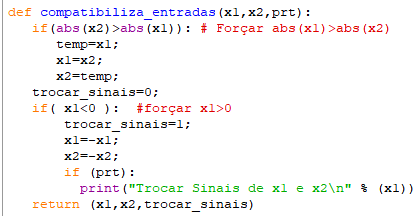 def compatibiliza_entradas(x1,x2,prt):
if(abs(x2)>abs(x1)): # Forçar abs(x1)>abs(x2)
temp=x1;
x1=x2;
x2=temp;
trocar_sinais=0;
if( x1<0 ):  #forçar x1>0
trocar_sinais=1;
x1=-x1;
x2=-x2;
if (prt):
print("Trocar Sinais de x1 e x2\n" % (x1))
return (x1,x2,trocar_sinais)